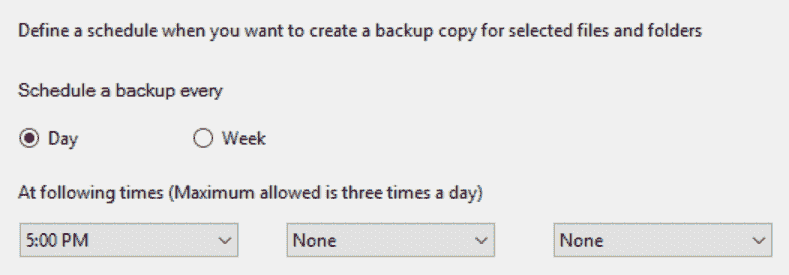 Define a schedule when you want to create a backup copy for selected files and folders
Schedule a backup every
Day Week
At following times (Maximum allowed is three times a day)
5:00 PM None None